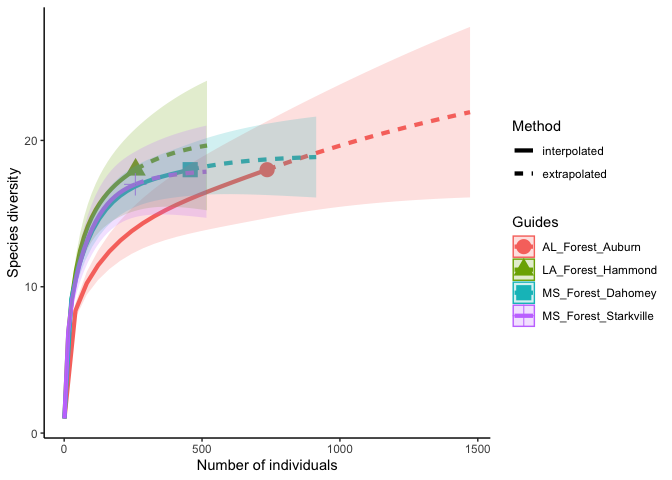 Species diversity
20
10
0
0
500
1000
1500
Number of individuals
Method
interpolated
extrapolated
Guides
AL_Forest_Auburn
LA_Forest_Hammond
MS_Forest_Dahomey
MS_Forest_Starkville